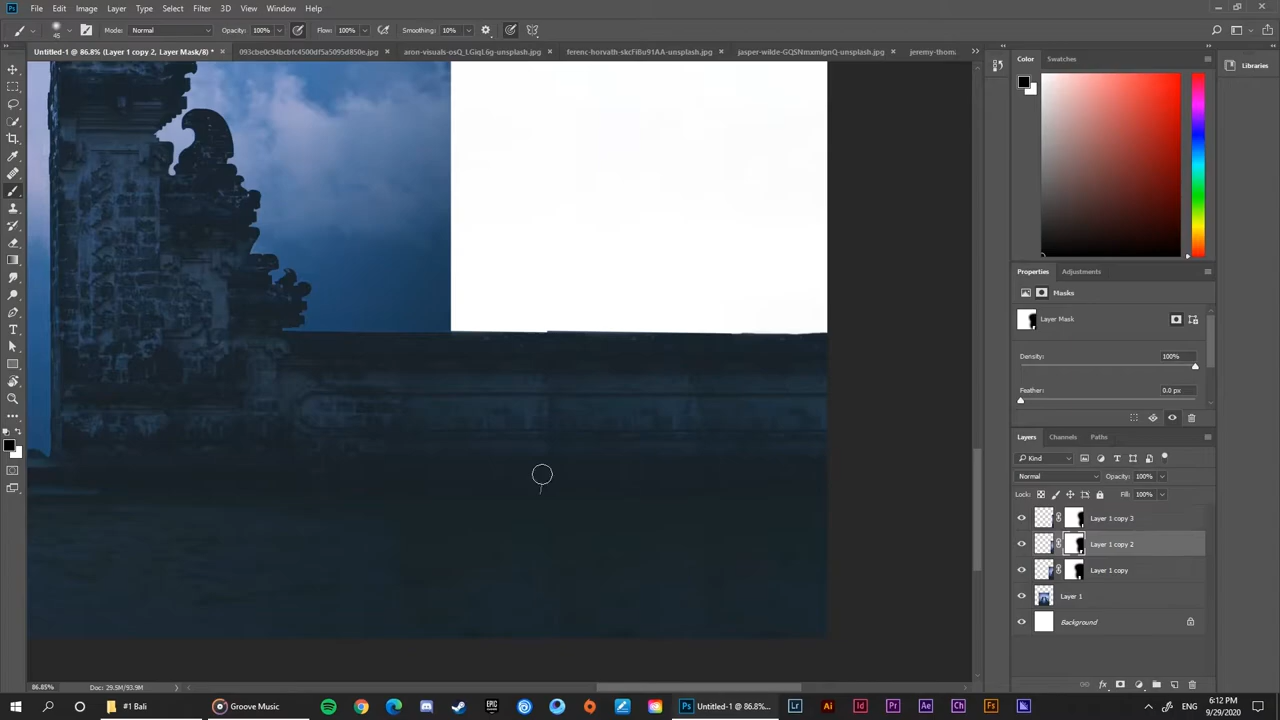 File Edit Image Layer Type Select Filter 3D View Window Help
45 Mode: Normal Opacity: 100% Flow: 100% Smoothing: 10%
Untitled-1 @ 86.8% (Layer 1 copy 2, Layer Mask/8) * × 093cbe0c94bcbfc4500df5a5095d850e.jpg × aron-visuals-osQ_LGiqL6g-unsplash.jpg × ferenc-horvath-skcFiBu91AA-unsplash.jpg × jasper-wilde-GQSNmxmignQ-unsplash.jpg × jeremy-thoma
Color Swatches
Libraries
Properties Adjustments
Masks
Layer Mask
Density: 100%
Feather: 0.0 px
Layers Channels Paths
Kind
Normal Opacity: 100%
Lock: Fill: 100%
Layer 1 copy 3
Layer 1 copy 2
Layer 1 copy
Layer 1
Background
86.85% Doc: 29.5M/93.9M
#1 Bali Groove Music Untitled-1 @ 86.8% (...
6:12 PM
9/29/2020